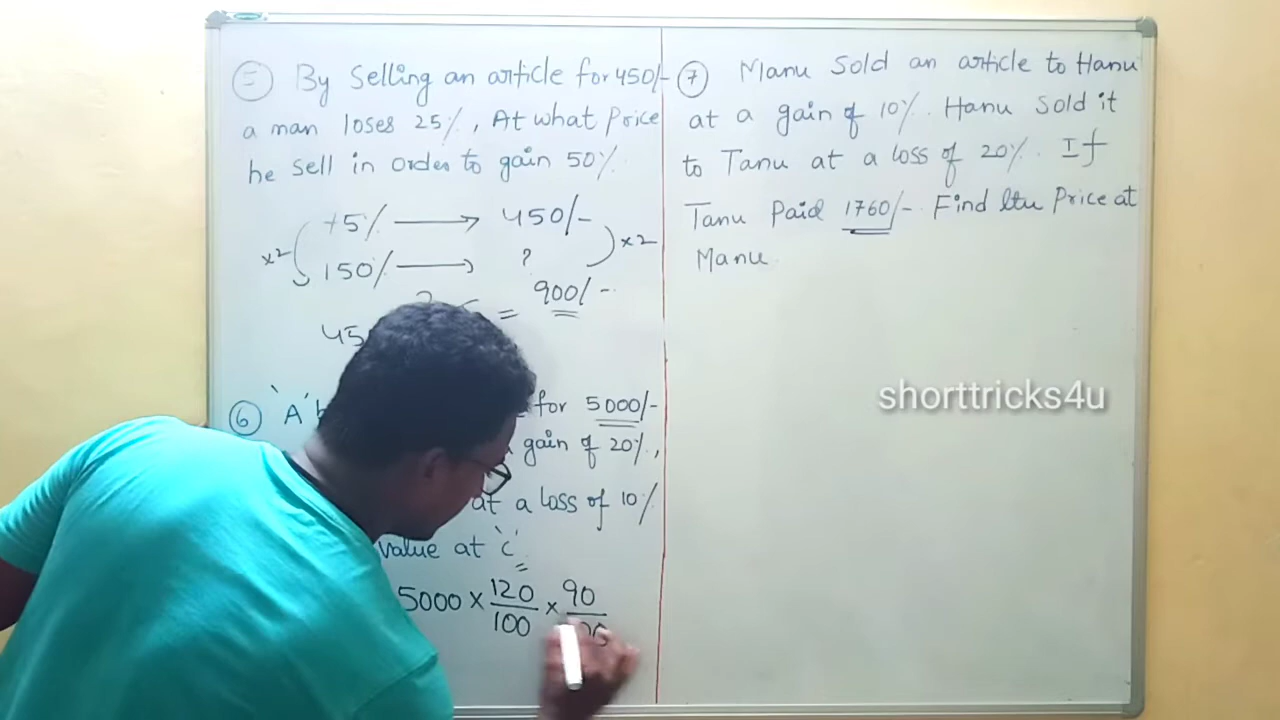 5 By Selling an article for 450/-
a man loses 25%, At what Price
he sell in order to gain 50%.
75% → 450/-
×2 ×2
150% → ?
= 900/-
45
6 'A' for 5000/-
gain of 20%,
at a loss of 10%
value at 'C'
5000 × 120/100 × 90/
7 Manu Sold an article to Hanu
at a gain of 10%. Hanu Sold it
to Tanu at a loss of 20%. If
Tanu Paid 1760/-. Find the Price at
Manu.
shorttricks4u